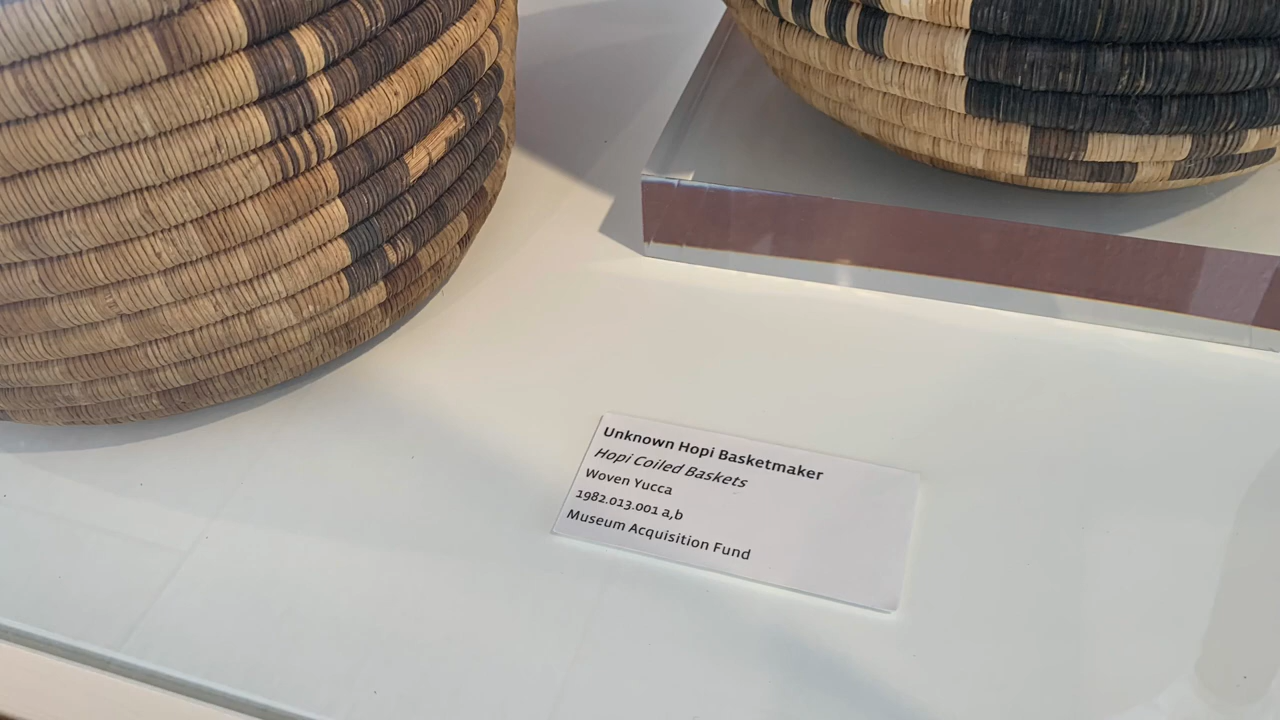 Unknown Hopi Basketmaker
Hopi Coiled Baskets
Woven Yucca
1982.013.001 a,b
Museum Acquisition Fund